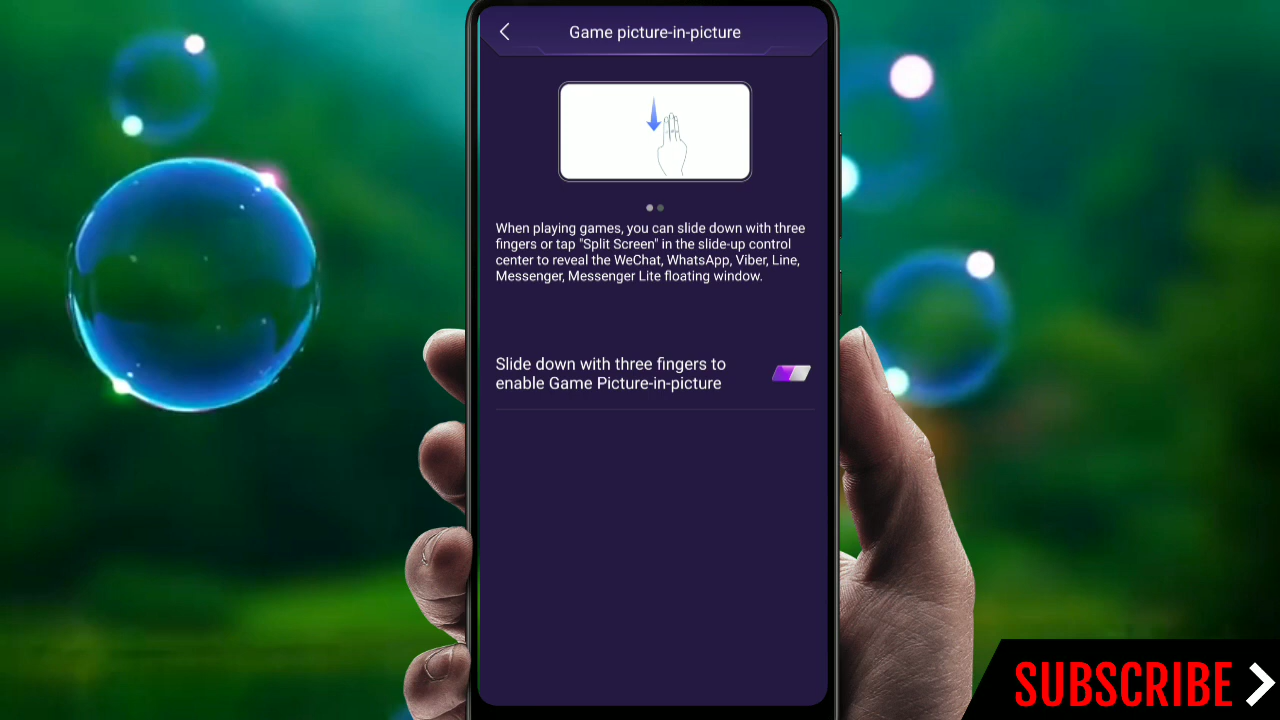 Game picture-in-picture
When playing games, you can slide down with three
fingers or tap "Split Screen" in the slide-up control
center to reveal the WeChat, WhatsApp, Viber, Line,
Messenger, Messenger Lite floating window.
Slide down with three fingers to
enable Game Picture-in-picture
SUBSCRIBE